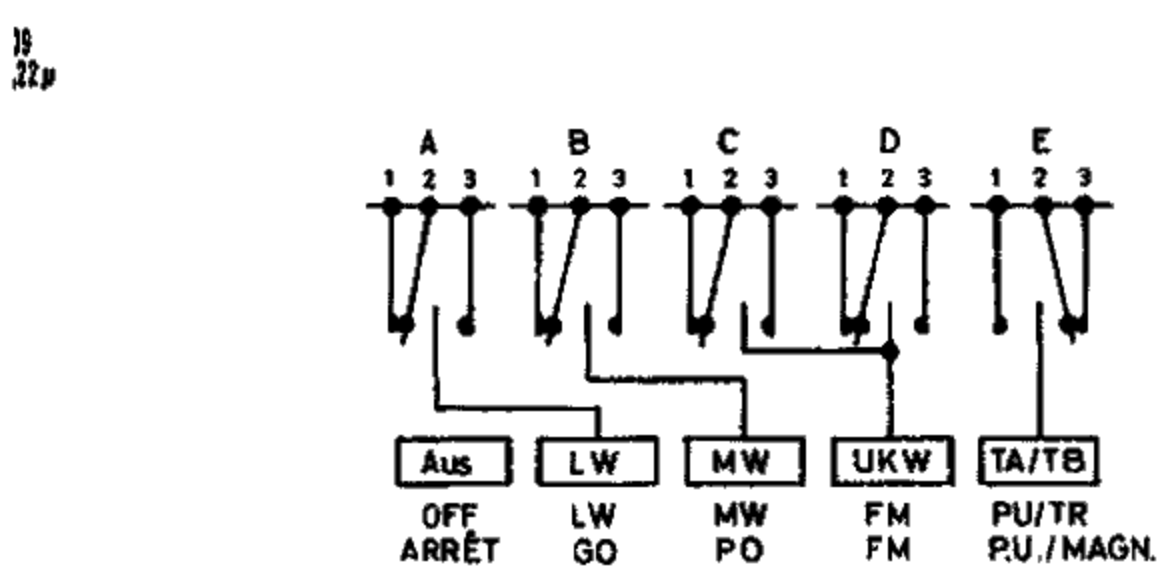 ,22µ
A B C D E
1 2 3 1 2 3 1 2 3 1 2 3 1 2 3
Aus LW MW UKW TA/TB
OFF LW MW FM PU/TR
ARRÊT GO PO FM P.U./MAGN.